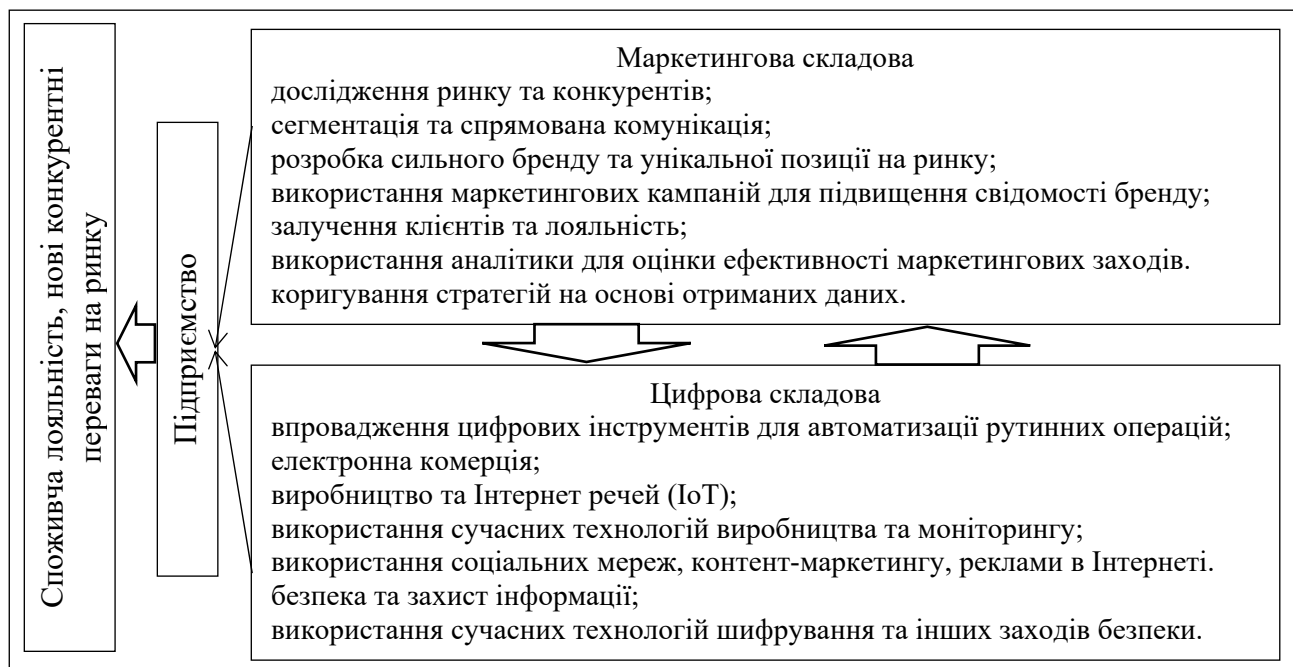 Споживча лояльність, нові конкурентні
переваги на ринку
Підприємство
Маркетингова складова
дослідження ринку та конкурентів;
сегментація та спрямована комунікація;
розробка сильного бренду та унікальної позиції на ринку;
використання маркетингових кампаній для підвищення свідомості бренду;
залучення клієнтів та лояльність;
використання аналітики для оцінки ефективності маркетингових заходів.
коригування стратегій на основі отриманих даних.
Цифрова складова
впровадження цифрових інструментів для автоматизації рутинних операцій;
електронна комерція;
виробництво та Інтернет речей (IoT);
використання сучасних технологій виробництва та моніторингу;
використання соціальних мереж, контент-маркетингу, реклами в Інтернеті.
безпека та захист інформації;
використання сучасних технологій шифрування та інших заходів безпеки.